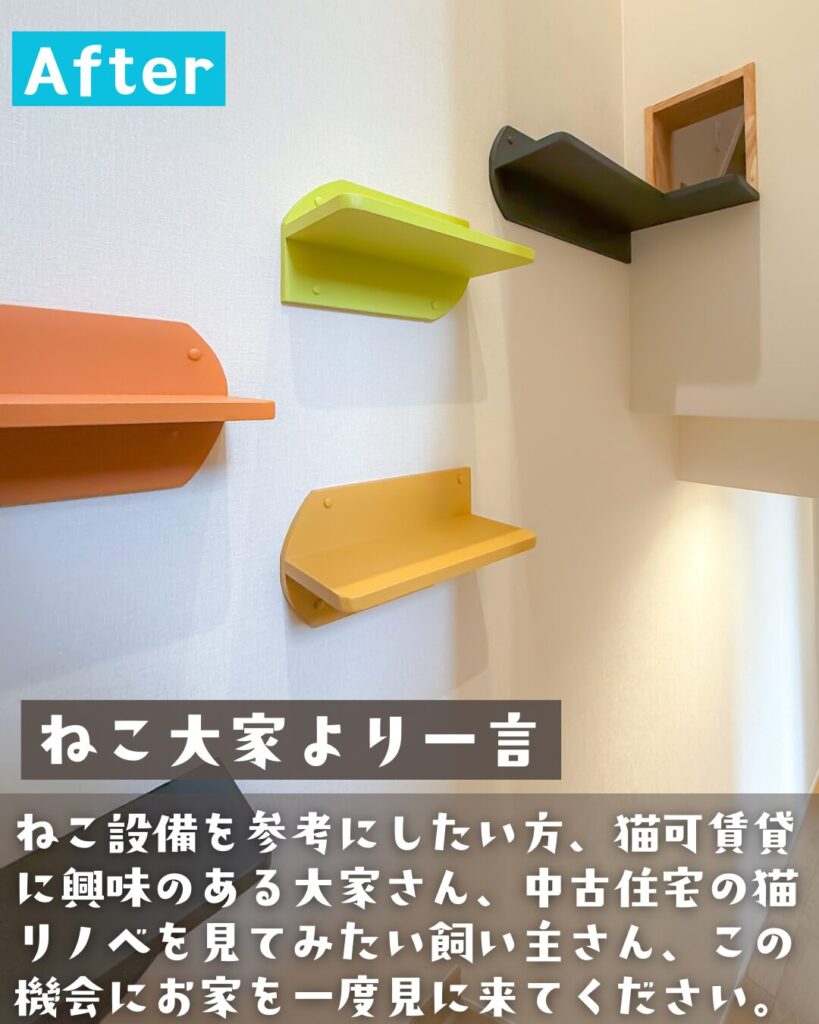 After
ねこ大家より一言
ねこ設備を参考にしたい方、猫可賃貸
に興味のある大家さん、中古住宅の猫
リノベを見てみたい飼い主さん、この
機会にお家を一度見に来てください。